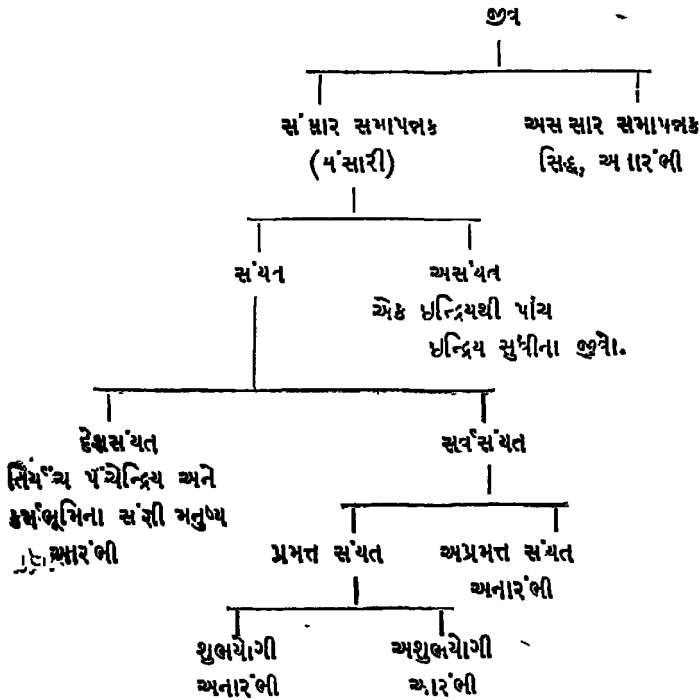 જીવ
સંસાર સમાપન્નક
(સંસારી)
અસંસાર સમાપન્નક
સિદ્ધ, અનારંભી
સંયત
અસંયત
એક ઇન્દ્રિયથી પાંચ
ઇન્દ્રિય સુધીના જીવો.
દેશસંયત
તિર્યંચ પંચેન્દ્રિય અને
કર્મભૂમિના સંજ્ઞી મનુષ્ય
આરંભી
સર્વસંયત
પ્રમત્ત સંયત
અપ્રમત્ત સંયત
અનારંભી
શુભયોગી
અનારંભી
અશુભયોગી
આરંભી